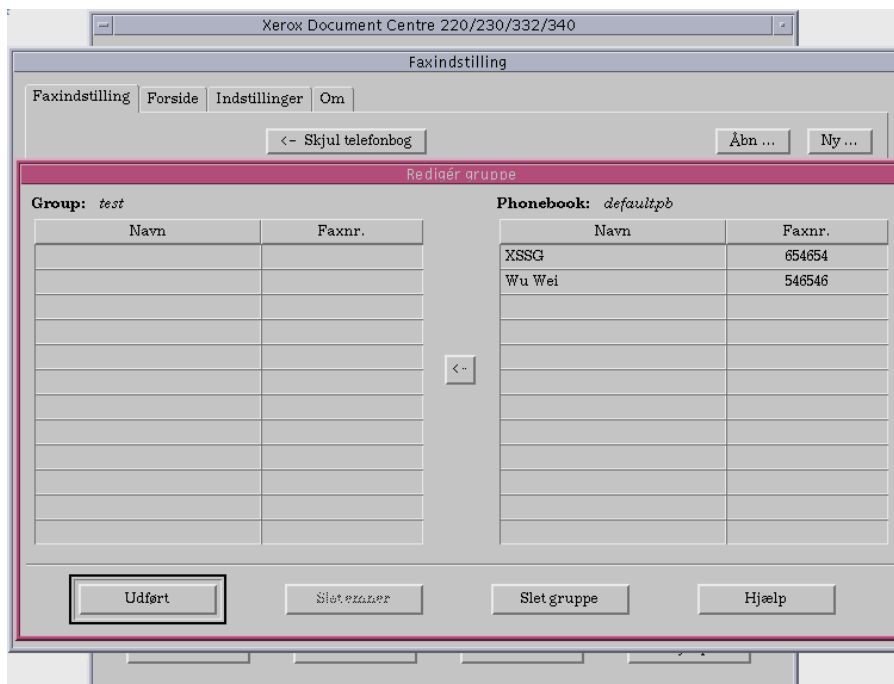 Xerox Document Centre 220/230/332/340
Faxindstilling
Faxindstilling Forside Indstillinger Om
<- Skjul telefonbog Åbn ... Ny ...
Redigér gruppe
Group: test Phonebook: defaultpb
Navn Faxnr. Navn Faxnr.
XSSG 654654
Wu Wei 546546
<-
Udført Slet emner Slet gruppe Hjælp